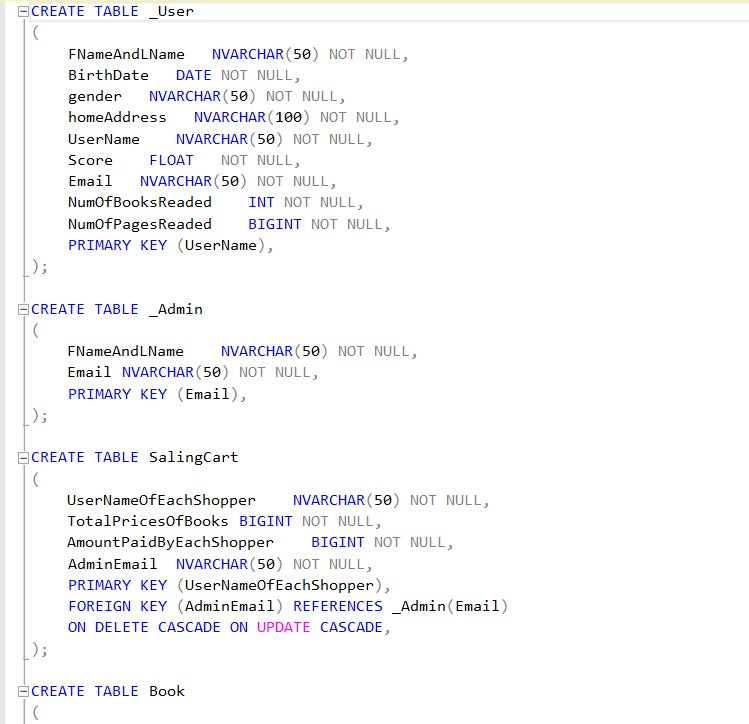 CREATE TABLE _User
(
FNameAndLName NVARCHAR(50) NOT NULL,
BirthDate DATE NOT NULL,
gender NVARCHAR(50) NOT NULL,
homeAddress NVARCHAR(100) NOT NULL,
UserName NVARCHAR(50) NOT NULL,
Score FLOAT NOT NULL,
Email NVARCHAR(50) NOT NULL,
NumOfBooksReaded INT NOT NULL,
NumOfPagesReaded BIGINT NOT NULL,
PRIMARY KEY (UserName),
);
CREATE TABLE _Admin
(
FNameAndLName NVARCHAR(50) NOT NULL,
Email NVARCHAR(50) NOT NULL,
PRIMARY KEY (Email),
);
CREATE TABLE SalingCart
(
UserNameOfEachShopper NVARCHAR(50) NOT NULL,
TotalPricesOfBooks BIGINT NOT NULL,
AmountPaidByEachShopper BIGINT NOT NULL,
AdminEmail NVARCHAR(50) NOT NULL,
PRIMARY KEY (UserNameOfEachShopper),
FOREIGN KEY (AdminEmail) REFERENCES _Admin(Email)
ON DELETE CASCADE ON UPDATE CASCADE,
);
CREATE TABLE Book
(